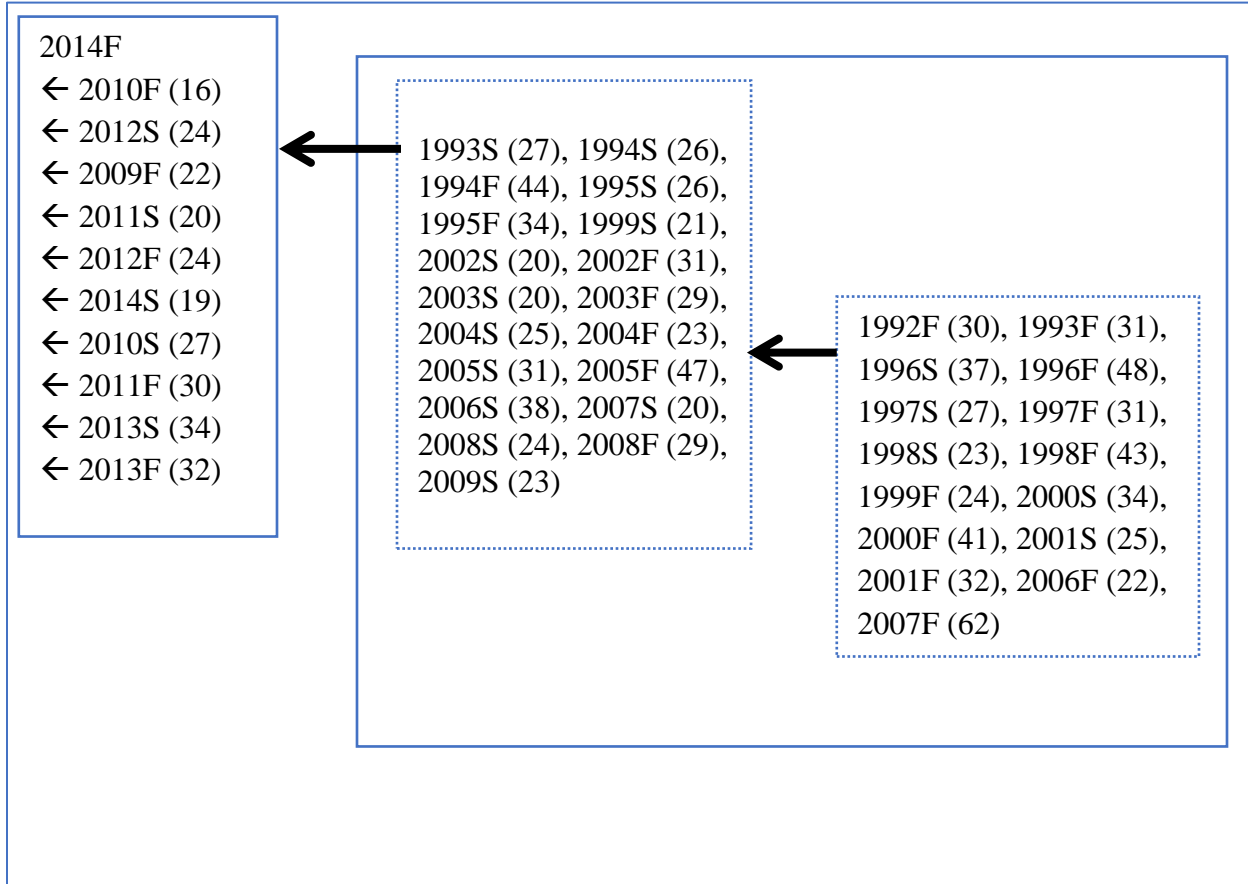 2014F
← 2010F (16)
← 2012S (24)
← 2009F (22)
← 2011S (20)
← 2012F (24)
← 2014S (19)
← 2010S (27)
← 2011F (30)
← 2013S (34)
← 2013F (32)
1993S (27), 1994S (26),
1994F (44), 1995S (26),
1995F (34), 1999S (21),
2002S (20), 2002F (31),
2003S (20), 2003F (29),
2004S (25), 2004F (23),
2005S (31), 2005F (47),
2006S (38), 2007S (20),
2008S (24), 2008F (29),
2009S (23)
1992F (30), 1993F (31),
1996S (37), 1996F (48),
1997S (27), 1997F (31),
1998S (23), 1998F (43),
1999F (24), 2000S (34),
2000F (41), 2001S (25),
2001F (32), 2006F (22),
2007F (62)